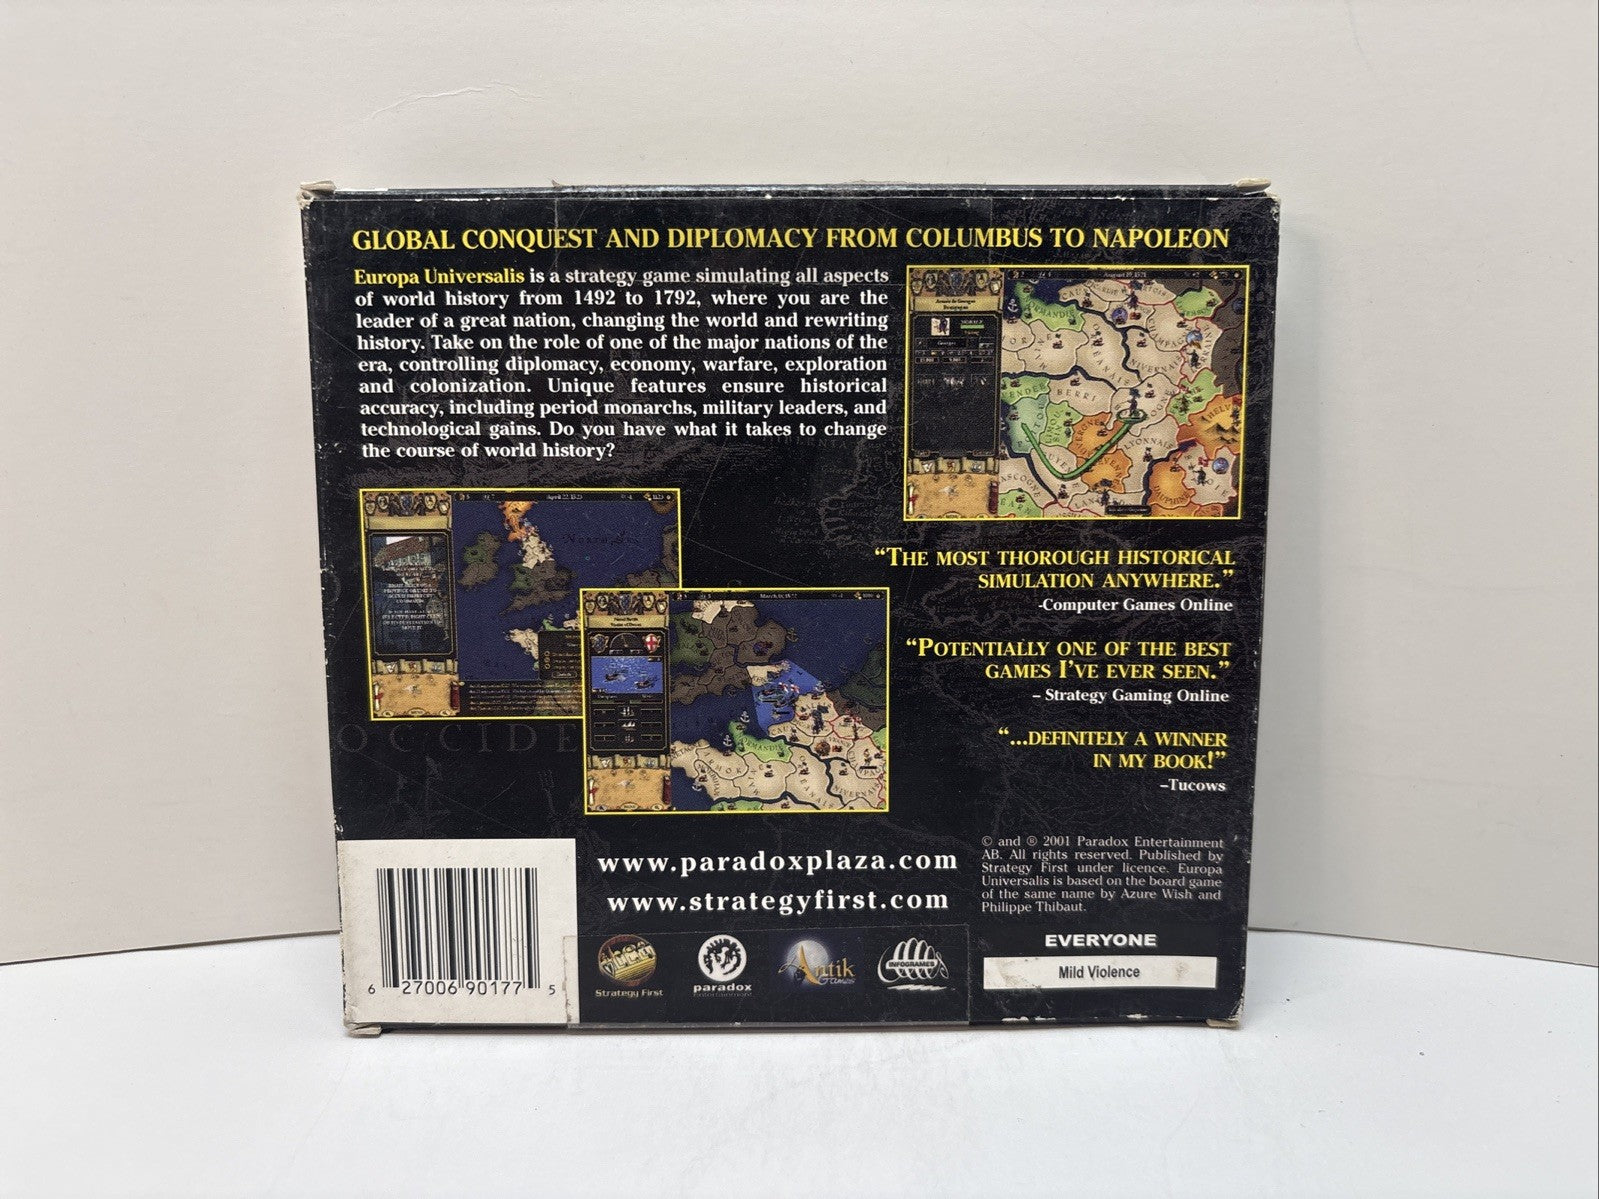 GLOBAL CONQUEST AND DIPLOMACY FROM COLUMBUS TO NAPOLEON
Europa Universalis is a strategy game simulating all aspects
of world history from 1492 to 1792, where you are the
leader of a great nation, changing the world and rewriting
history. Take on the role of one of the major nations of the
era, controlling diplomacy, economy, warfare, exploration
and colonization. Unique features ensure historical
accuracy, including period monarchs, military leaders, and
technological gains. Do you have what it takes to change
the course of world history?
NORMANDIE
BERRI
LYONNAIS
“THE MOST THOROUGH HISTORICAL
SIMULATION ANYWHERE.”
-Computer Games Online
“POTENTIALLY ONE OF THE BEST
GAMES I'VE EVER SEEN.”
– Strategy Gaming Online
“...DEFINITELY A WINNER
IN MY BOOK!”
–Tucows
OCCIDE
www.paradoxplaza.com
www.strategyfirst.com
© and ® 2001 Paradox Entertainment
AB. All rights reserved. Published by
Strategy First under licence. Europa
Universalis is based on the board game
of the same name by Azure Wish and
Philippe Thibaut.
EVERYONE
Mild Violence
6 27006 90177 5
Strategy First
paradox
Entertainment
Antik
Games
INFOGRAMES